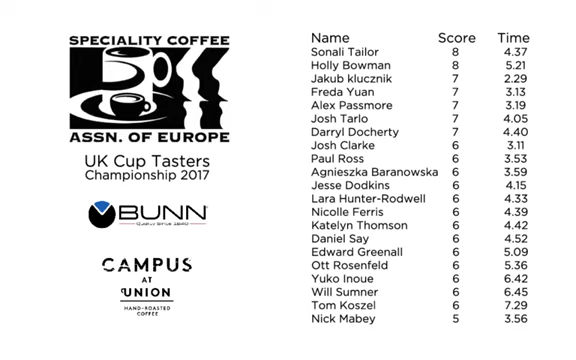 SPECIALITY COFFEE
ASSN. OF EUROPE
UK Cup Tasters
Championship 2017
BUNN
Quality Since 1840
CAMPUS
AT
UNION
HAND-ROASTED
COFFEE
Name Score Time
Sonali Tailor 8 4.37
Holly Bowman 8 5.21
Jakub klucznik 7 2.29
Freda Yuan 7 3.13
Alex Passmore 7 3.19
Josh Tarlo 7 4.05
Darryl Docherty 7 4.40
Josh Clarke 6 3.11
Paul Ross 6 3.53
Agnieszka Baranowska 6 3.59
Jesse Dodkins 6 4.15
Lara Hunter-Rodwell 6 4.33
Nicolle Ferris 6 4.39
Katelyn Thomson 6 4.42
Daniel Say 6 4.52
Edward Greenall 6 5.09
Ott Rosenfeld 6 5.36
Yuko Inoue 6 6.42
Will Sumner 6 6.45
Tom Koszel 6 7.29
Nick Mabey 5 3.56